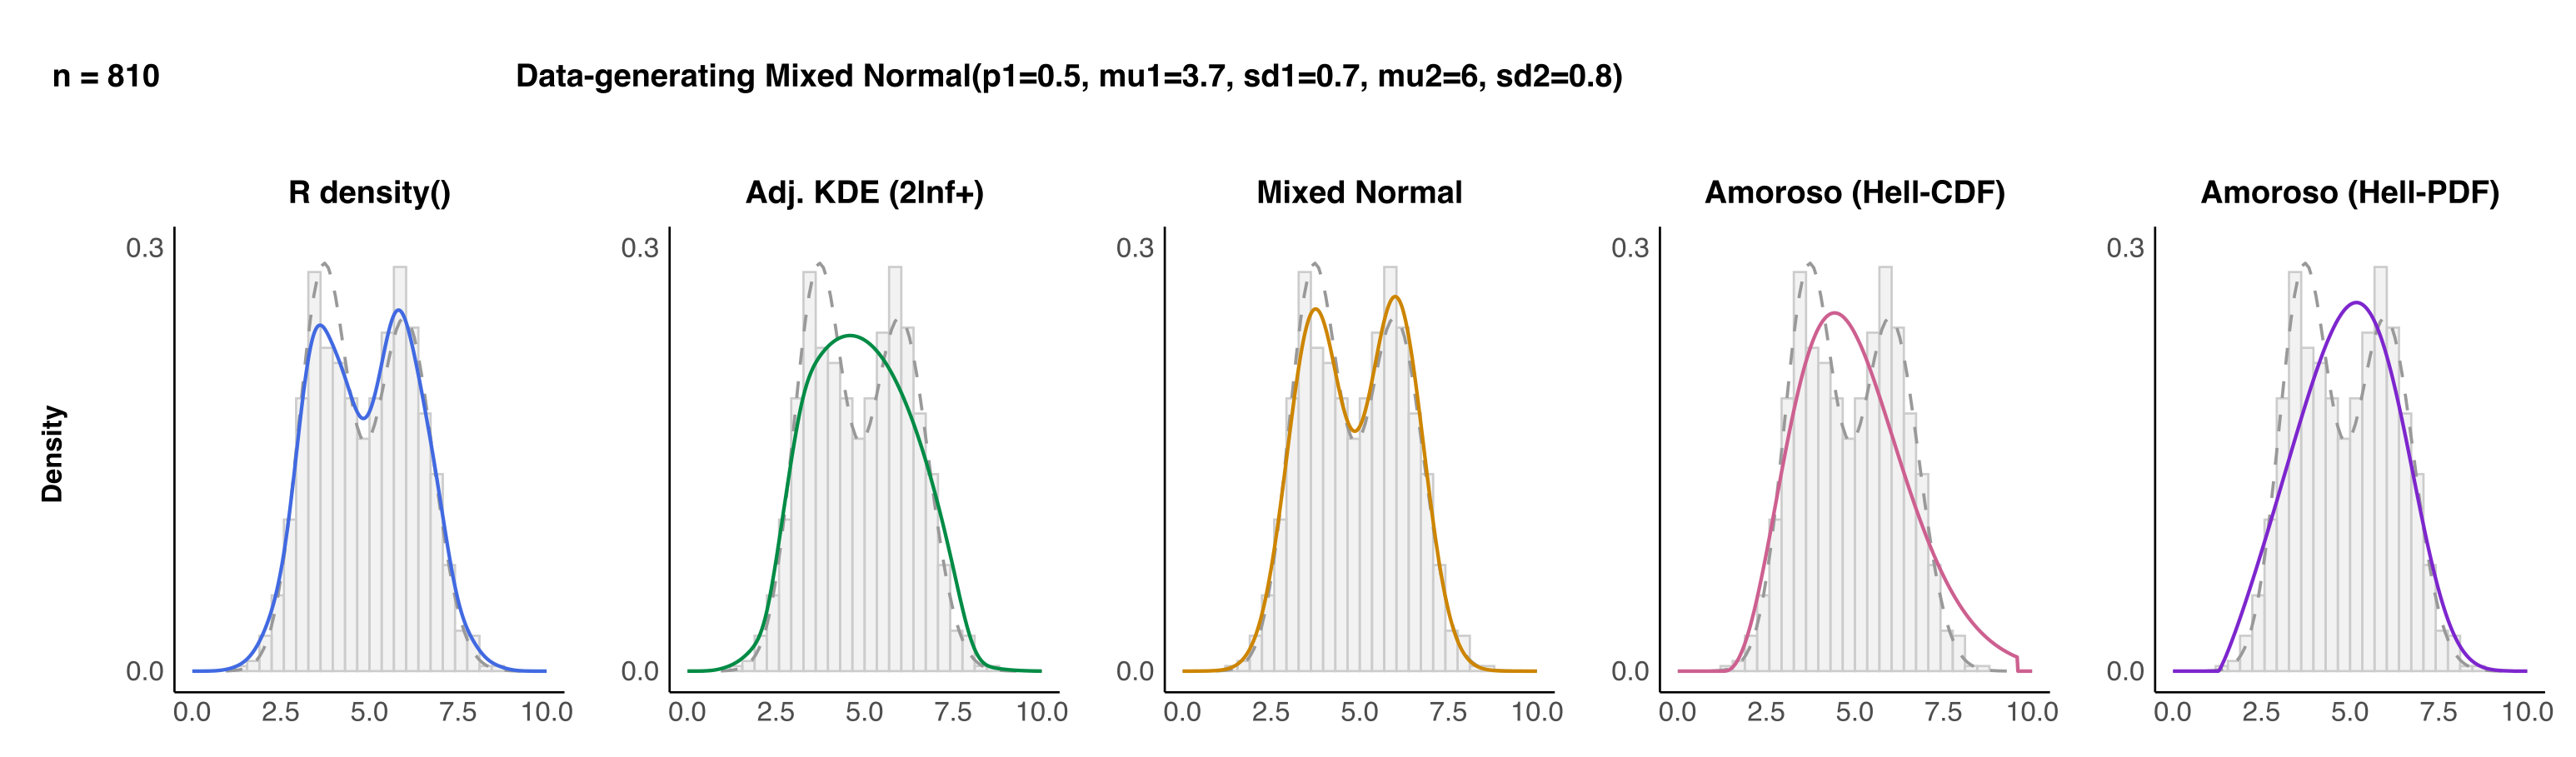 n = 810
Data-generating Mixed Normal(p1=0.5, mu1=3.7, sd1=0.7, mu2=6, sd2=0.8)
R density()
Adj. KDE (2Inf+)
Mixed Normal
Amoroso (Hell-CDF)
Amoroso (Hell-PDF)
Density
0.3
0.0
0.0 2.5 5.0 7.5 10.0
0.3
0.0
0.0 2.5 5.0 7.5 10.0
0.3
0.0
0.0 2.5 5.0 7.5 10.0
0.3
0.0
0.0 2.5 5.0 7.5 10.0
0.3
0.0
0.0 2.5 5.0 7.5 10.0